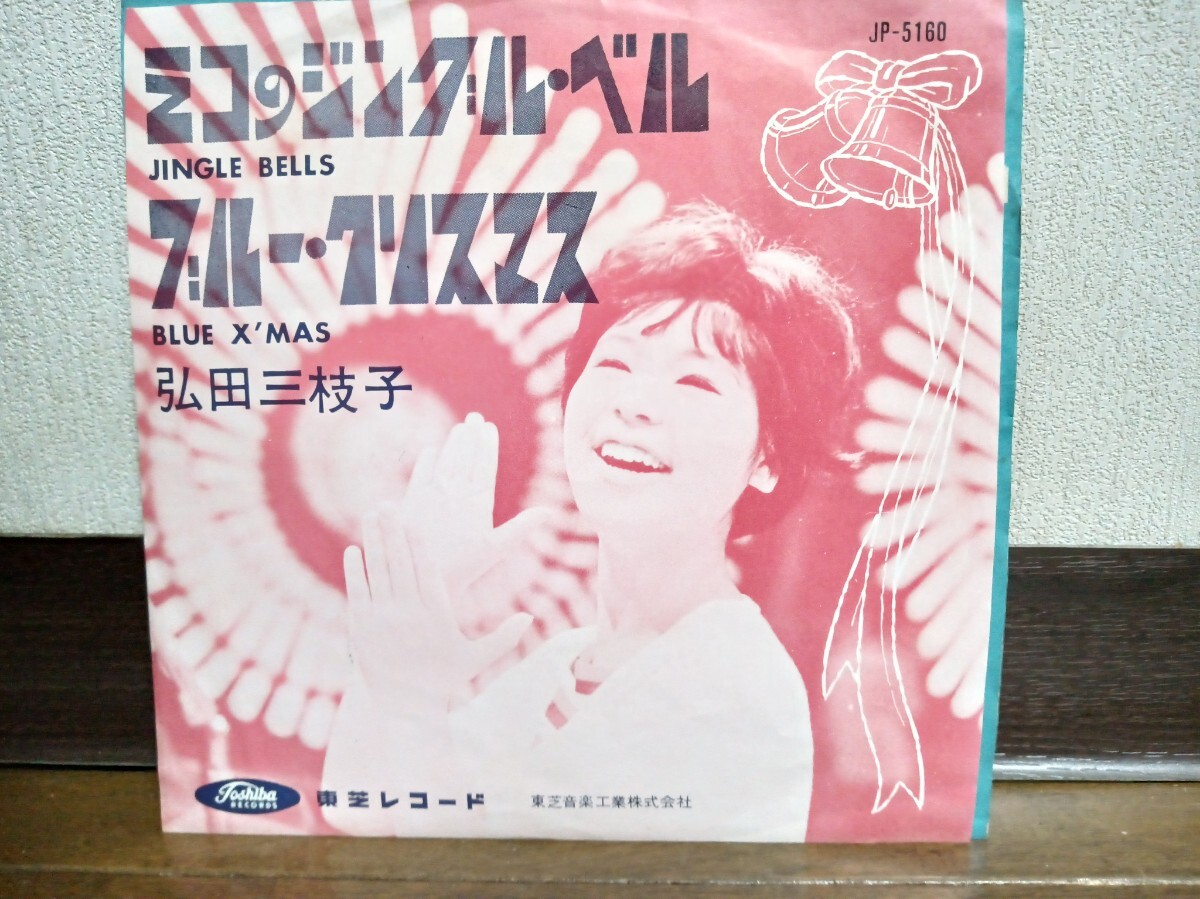 JP-5160
ミコのジングル・ベル
JINGLE BELLS
ブルー・クリスマス
BLUE X'MAS
弘田三枝子
Toshiba
RECORDS
東芝レコード
東芝音楽工業株式会社